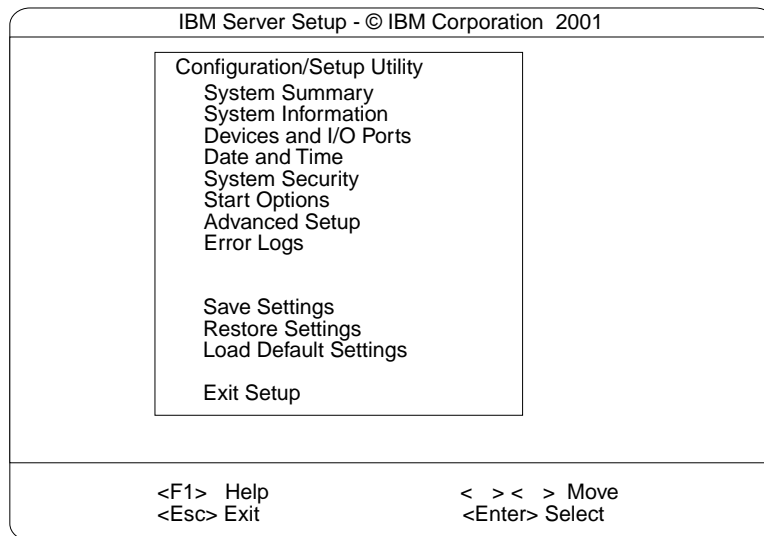 IBM Server Setup - © IBM Corporation 2001
Configuration/Setup Utility
System Summary
System Information
Devices and I/O Ports
Date and Time
System Security
Start Options
Advanced Setup
Error Logs
Save Settings
Restore Settings
Load Default Settings
Exit Setup
<F1> Help < > < > Move
<Esc> Exit <Enter> Select